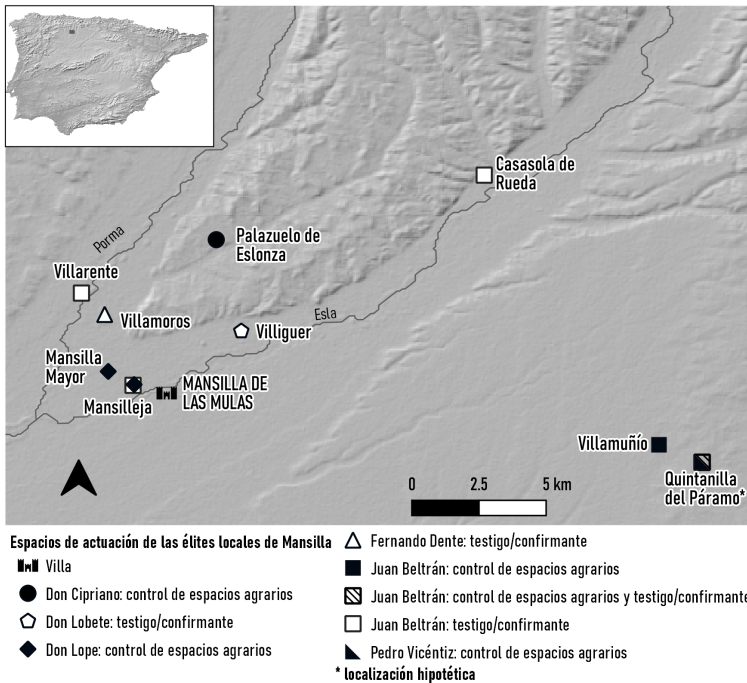 Casasola de
Rueda
Porma
Palazuelo de
Eslonza
Villarente
Villamoros
Esla
Villiguer
Mansilla
Mayor
MANSILLA DE
LAS MULAS
Mansilleja
Villamuñío
Quintanilla
del Páramo*
0 2.5 5 km
Espacios de actuación de las élites locales de Mansilla
Villa
Don Cipriano: control de espacios agrarios
Don Lobete: testigo/confirmante
Don Lope: control de espacios agrarios
Fernando Dente: testigo/confirmante
Juan Beltrán: control de espacios agrarios
Juan Beltrán: control de espacios agrarios y testigo/confirmante
Juan Beltrán: testigo/confirmante
Pedro Vicéntiz: control de espacios agrarios
* localización hipotética